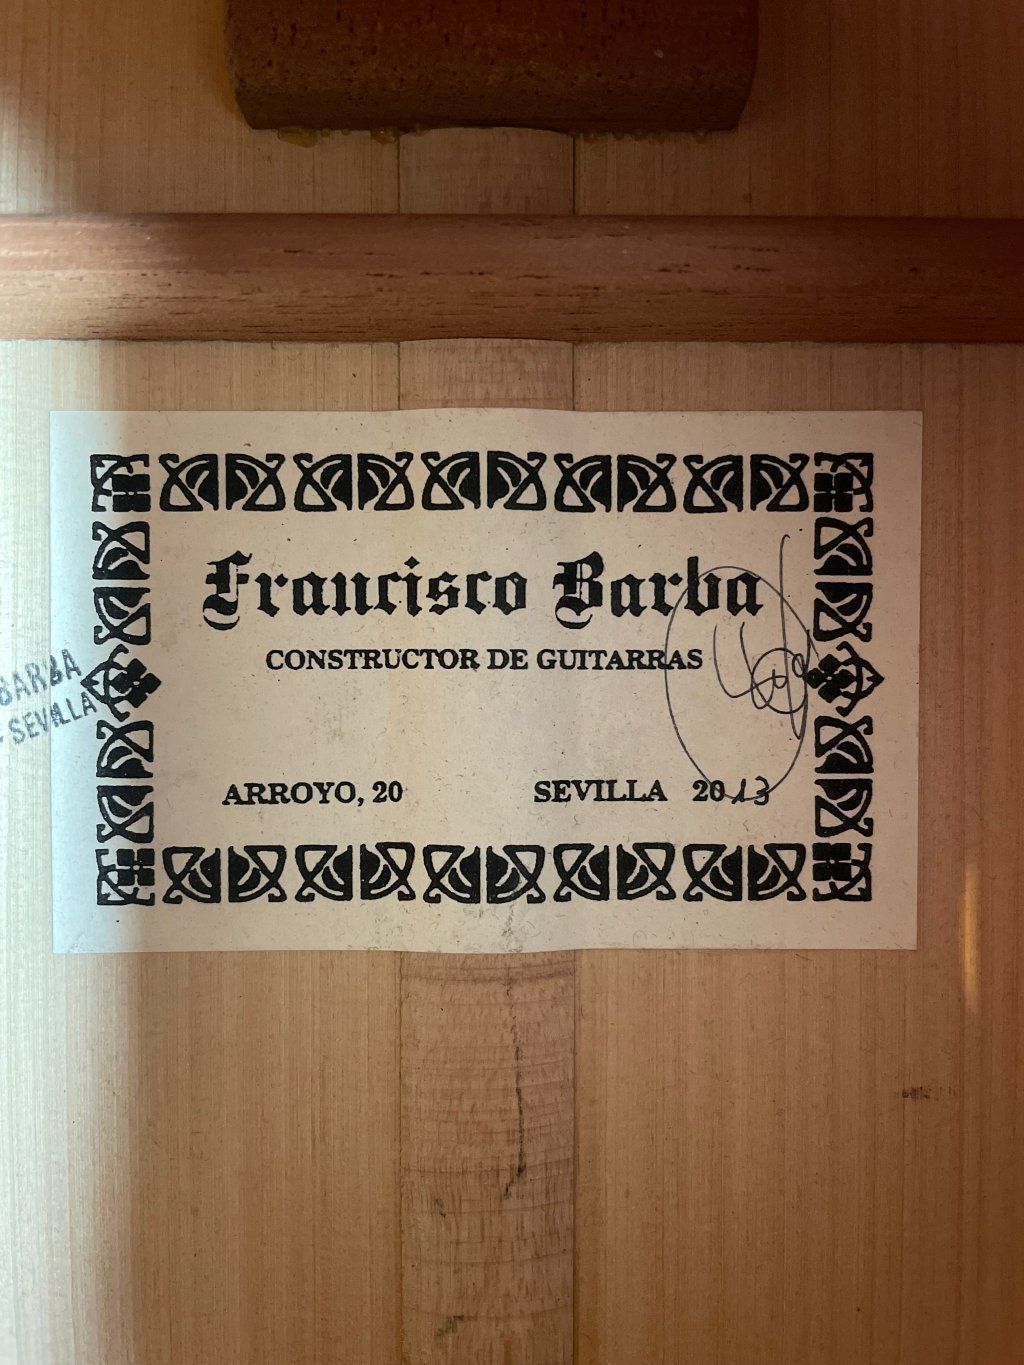 Francisco Barba
CONSTRUCTOR DE GUITARRAS
ARROYO, 20 SEVILLA 2013
BARBA
SEVILLA